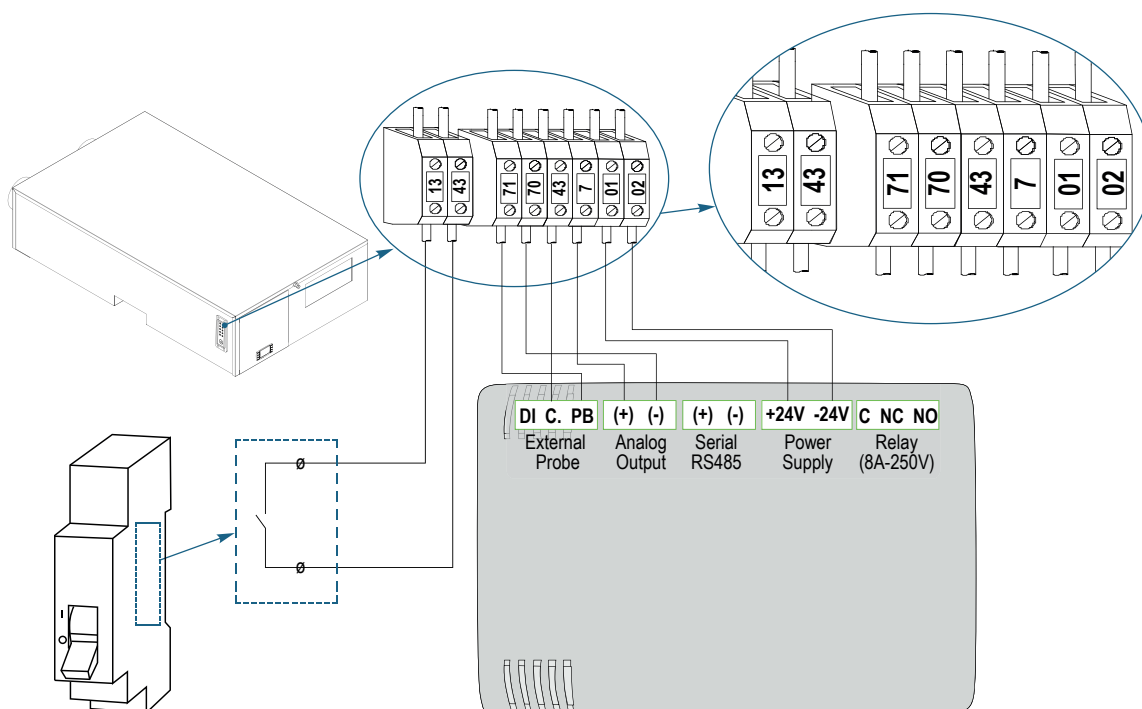 13 43 71 70 43 7 01 02
13 43 71 70 43 7 01 02
DI C. PB (+) (-) (+) (-) +24V -24V C NC NO
External Analog Serial Power Relay
Probe Output RS485 Supply (8A-250V)
I
O